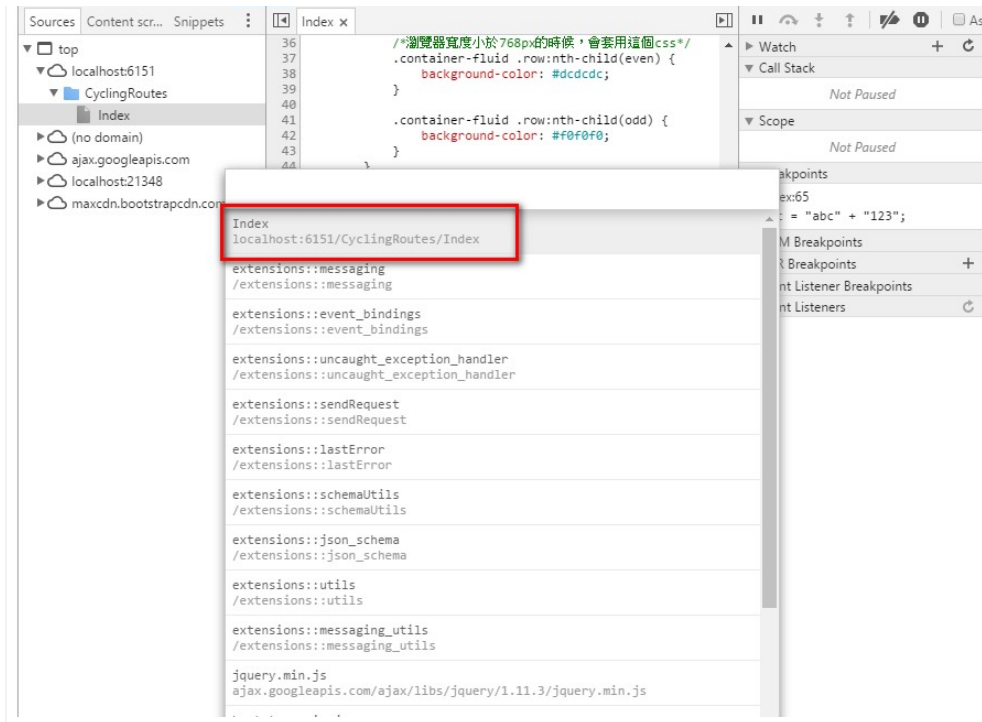 Sources Content scr... Snippets
top
localhost:6151
CyclingRoutes
Index
(no domain)
ajax.googleapis.com
localhost:21348
maxcdn.bootstrapcdn.com
Index ×
36 /*瀏覽器寬度小於768px的時候,會套用這個css*/
37 .container-fluid .row:nth-child(even) {
38 background-color: #dcdcdc;
39 }
40
41 .container-fluid .row:nth-child(odd) {
42 background-color: #f0f0f0;
43 }
44 }
Index
localhost:6151/CyclingRoutes/Index
extensions::messaging
/extensions::messaging
extensions::event_bindings
/extensions::event_bindings
extensions::uncaught_exception_handler
/extensions::uncaught_exception_handler
extensions::sendRequest
/extensions::sendRequest
extensions::lastError
/extensions::lastError
extensions::schemaUtils
/extensions::schemaUtils
extensions::json_schema
/extensions::json_schema
extensions::utils
/extensions::utils
extensions::messaging_utils
/extensions::messaging_utils
jquery.min.js
ajax.googleapis.com/ajax/libs/jquery/1.11.3/jquery.min.js
As
Watch
Call Stack
Not Paused
Scope
Not Paused
akpoints
ex:65
= "abc" + "123";
M Breakpoints
R Breakpoints
nt Listener Breakpoints
nt Listeners